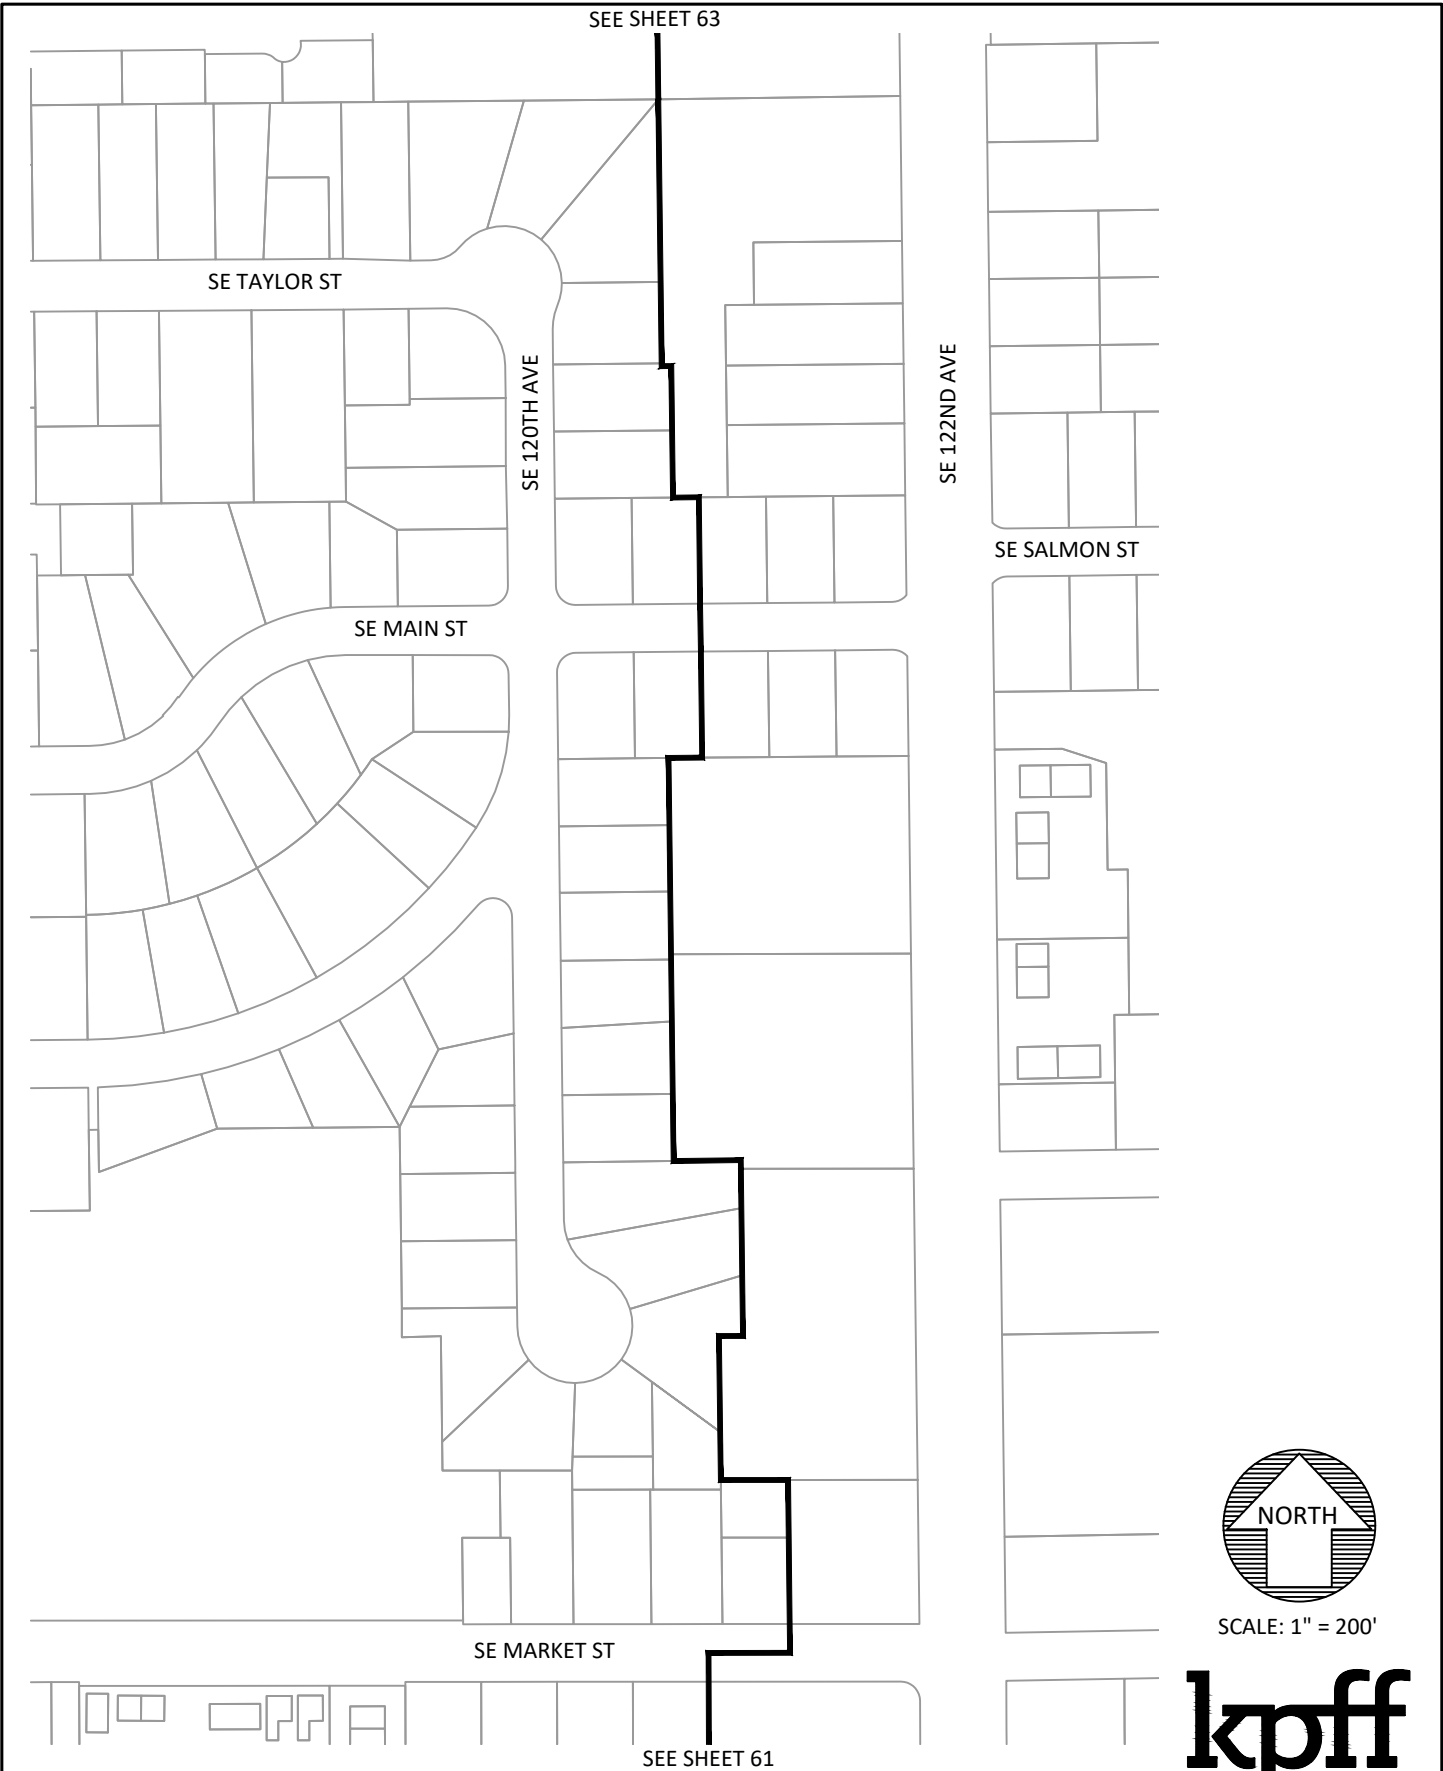 SEE SHEET 63
SE TAYLOR ST
SE 120TH AVE
SE 122ND AVE
SE SALMON ST
SE MAIN ST
NORTH
SCALE: 1" = 200'
SE MARKET ST
kpff
SEE SHEET 61